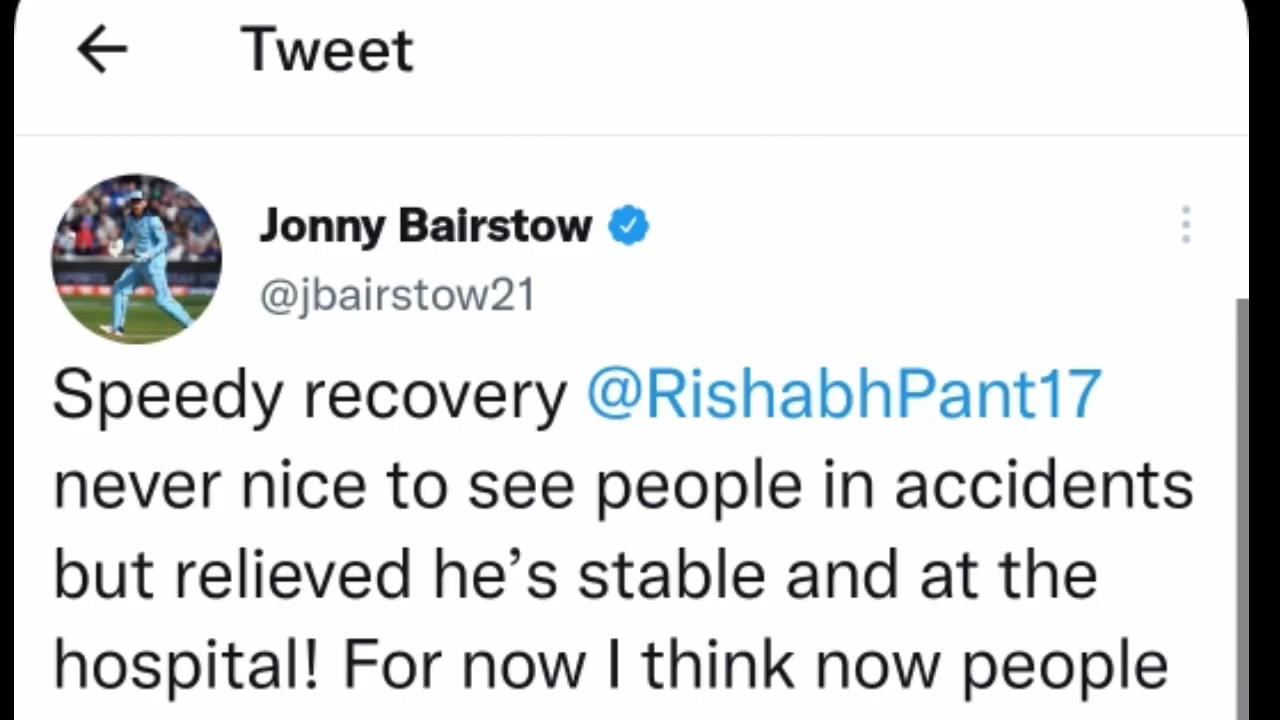 Tweet
Jonny Bairstow
@jbairstow21
Speedy recovery @RishabhPant17
never nice to see people in accidents
but relieved he’s stable and at the
hospital! For now I think now people